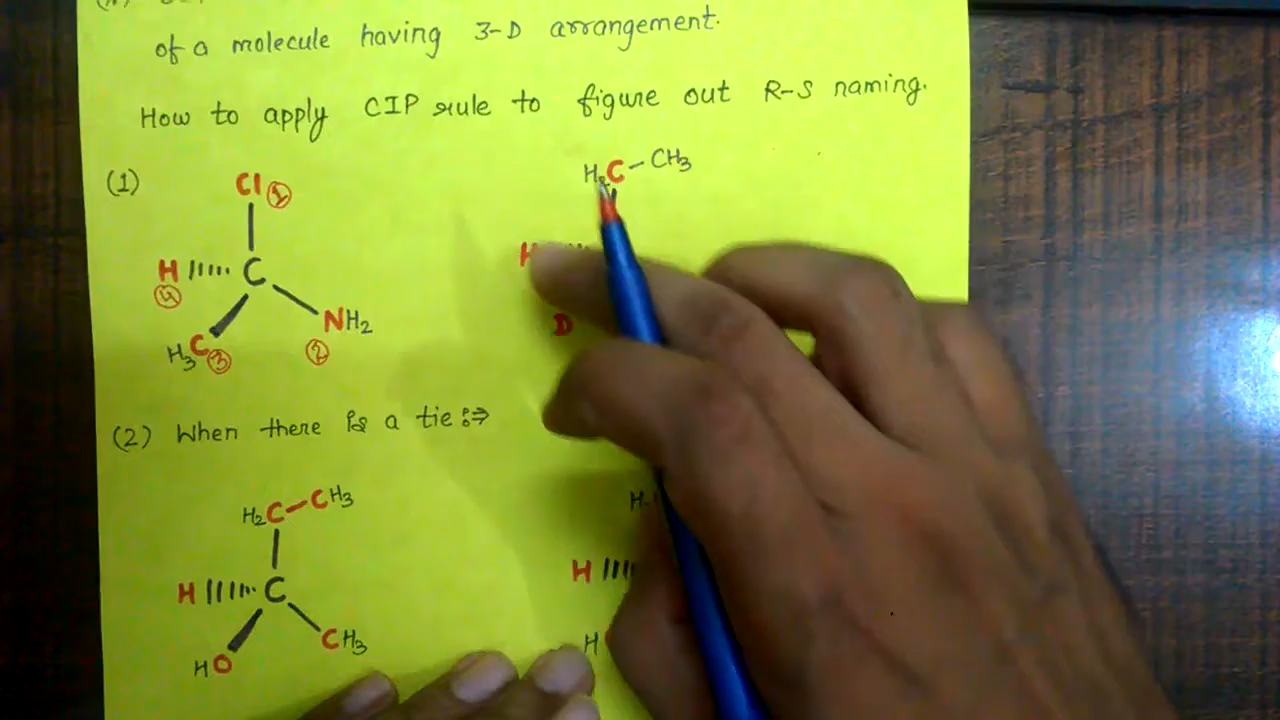 of a molecule having 3-D arrangement.
How to apply CIP rule to figure out R-S naming.
(1)
Cl 1
H
4
C
NH2
2
H3C 3
H2C-CH3
H
D
(2) When there is a tie :⇒
H2C-CH3
H
C
HO
CH3
H
H
H